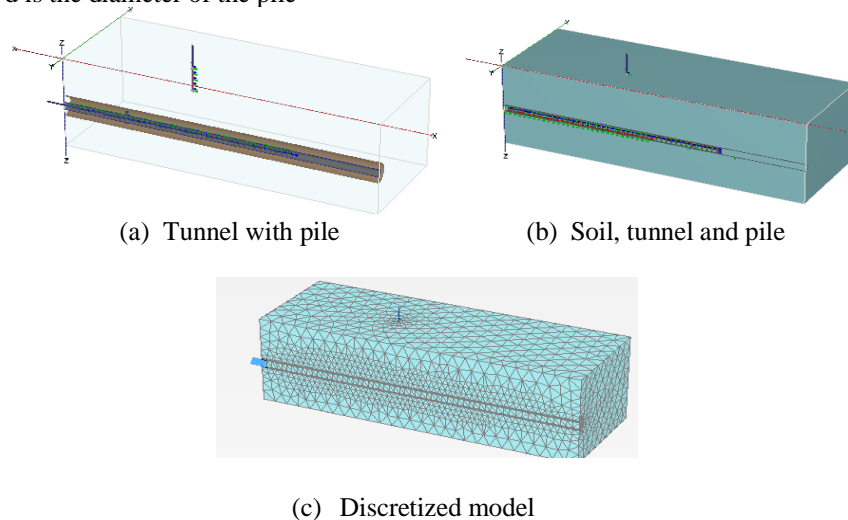 d is the diameter of the pile
x
Y
z
Y
x
z
x
z
Y
x
z
(a) Tunnel with pile
(b) Soil, tunnel and pile
(c) Discretized model